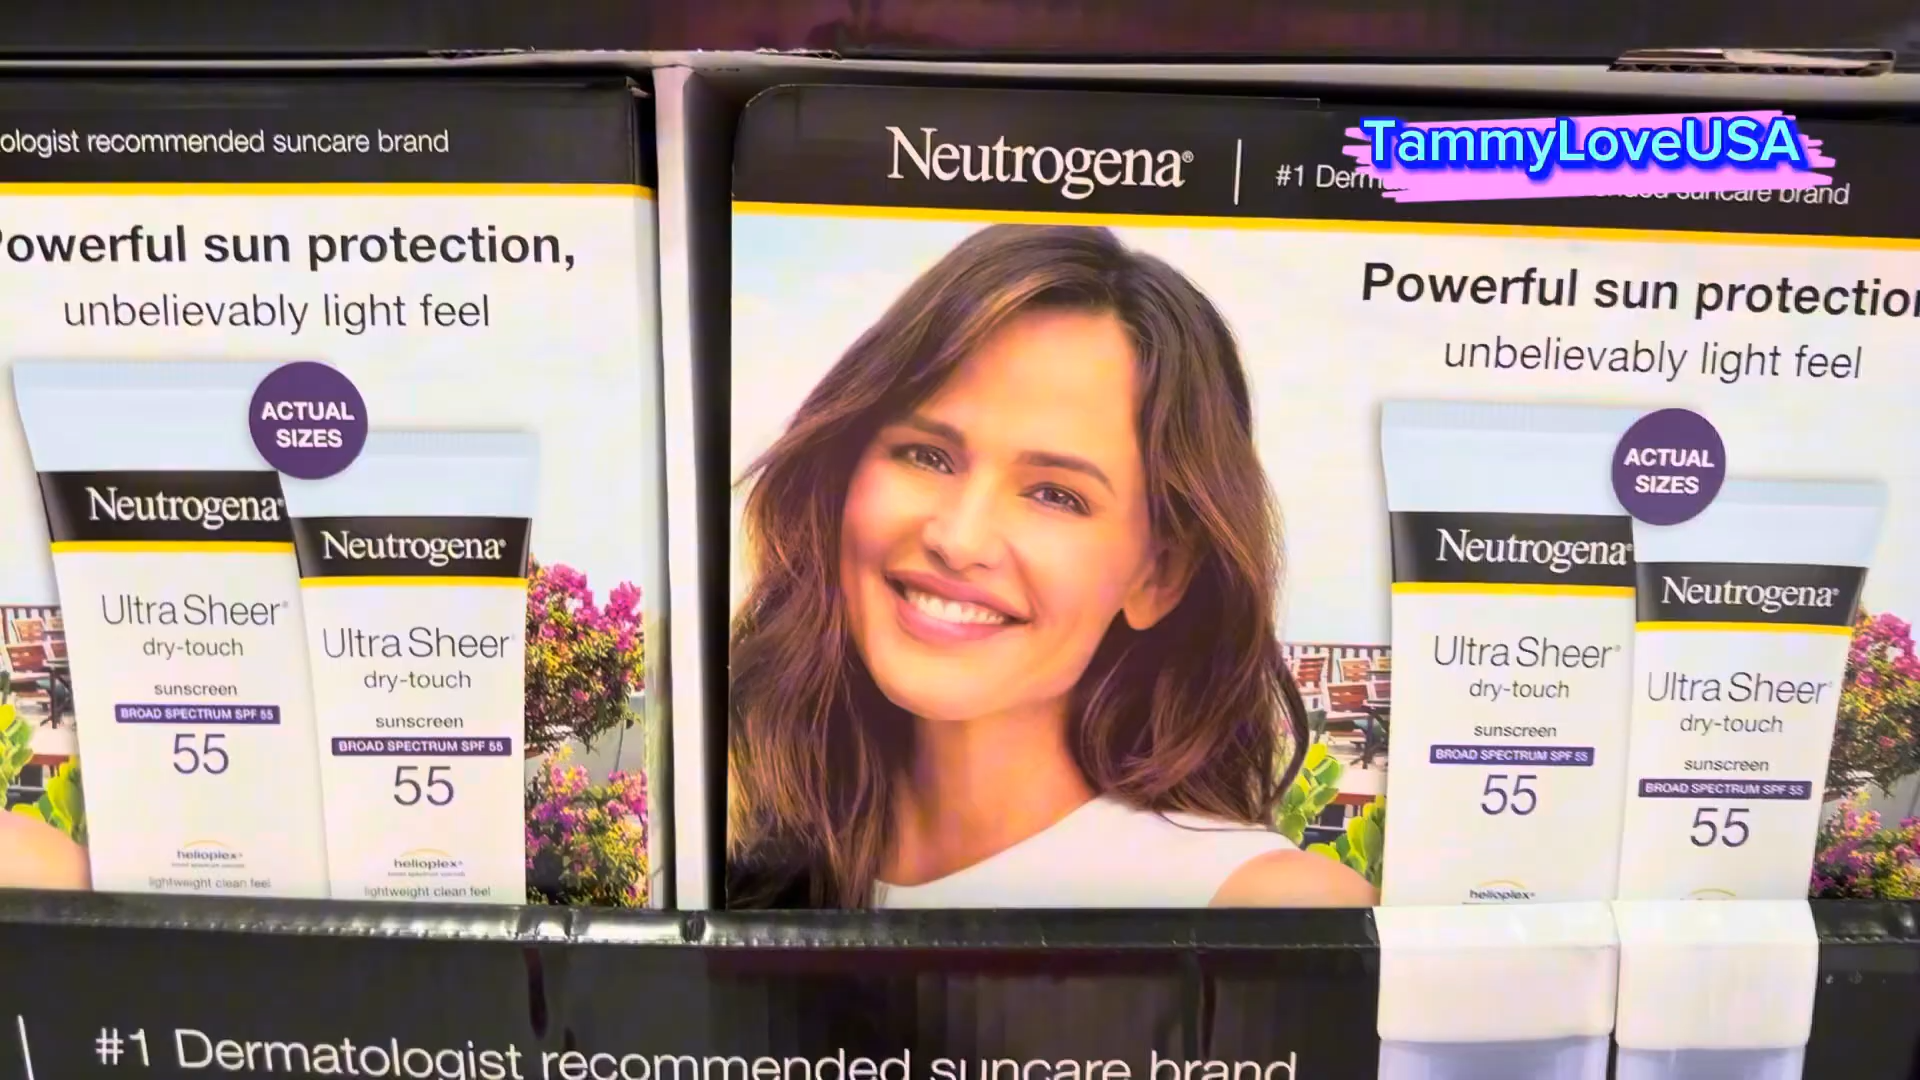 ologist recommended suncare brand
Powerful sun protection,
unbelievably light feel
ACTUAL
SIZES
Neutrogena®
Ultra Sheer®
dry-touch
sunscreen
BROAD SPECTRUM SPF 55
55
helioplex®
lightweight clean feel
Neutrogena®
Ultra Sheer®
dry-touch
sunscreen
BROAD SPECTRUM SPF 55
55
helioplex®
lightweight clean feel
Neutrogena® | #1 Derm
TammyLoveUSA
suncare brand
Powerful sun protection
unbelievably light feel
ACTUAL
SIZES
Neutrogena®
Ultra Sheer®
dry-touch
sunscreen
BROAD SPECTRUM SPF 55
55
helioplex®
Neutrogena®
Ultra Sheer®
dry-touch
sunscreen
BROAD SPECTRUM SPF 55
55
#1 Dermatologist recommended suncare brand